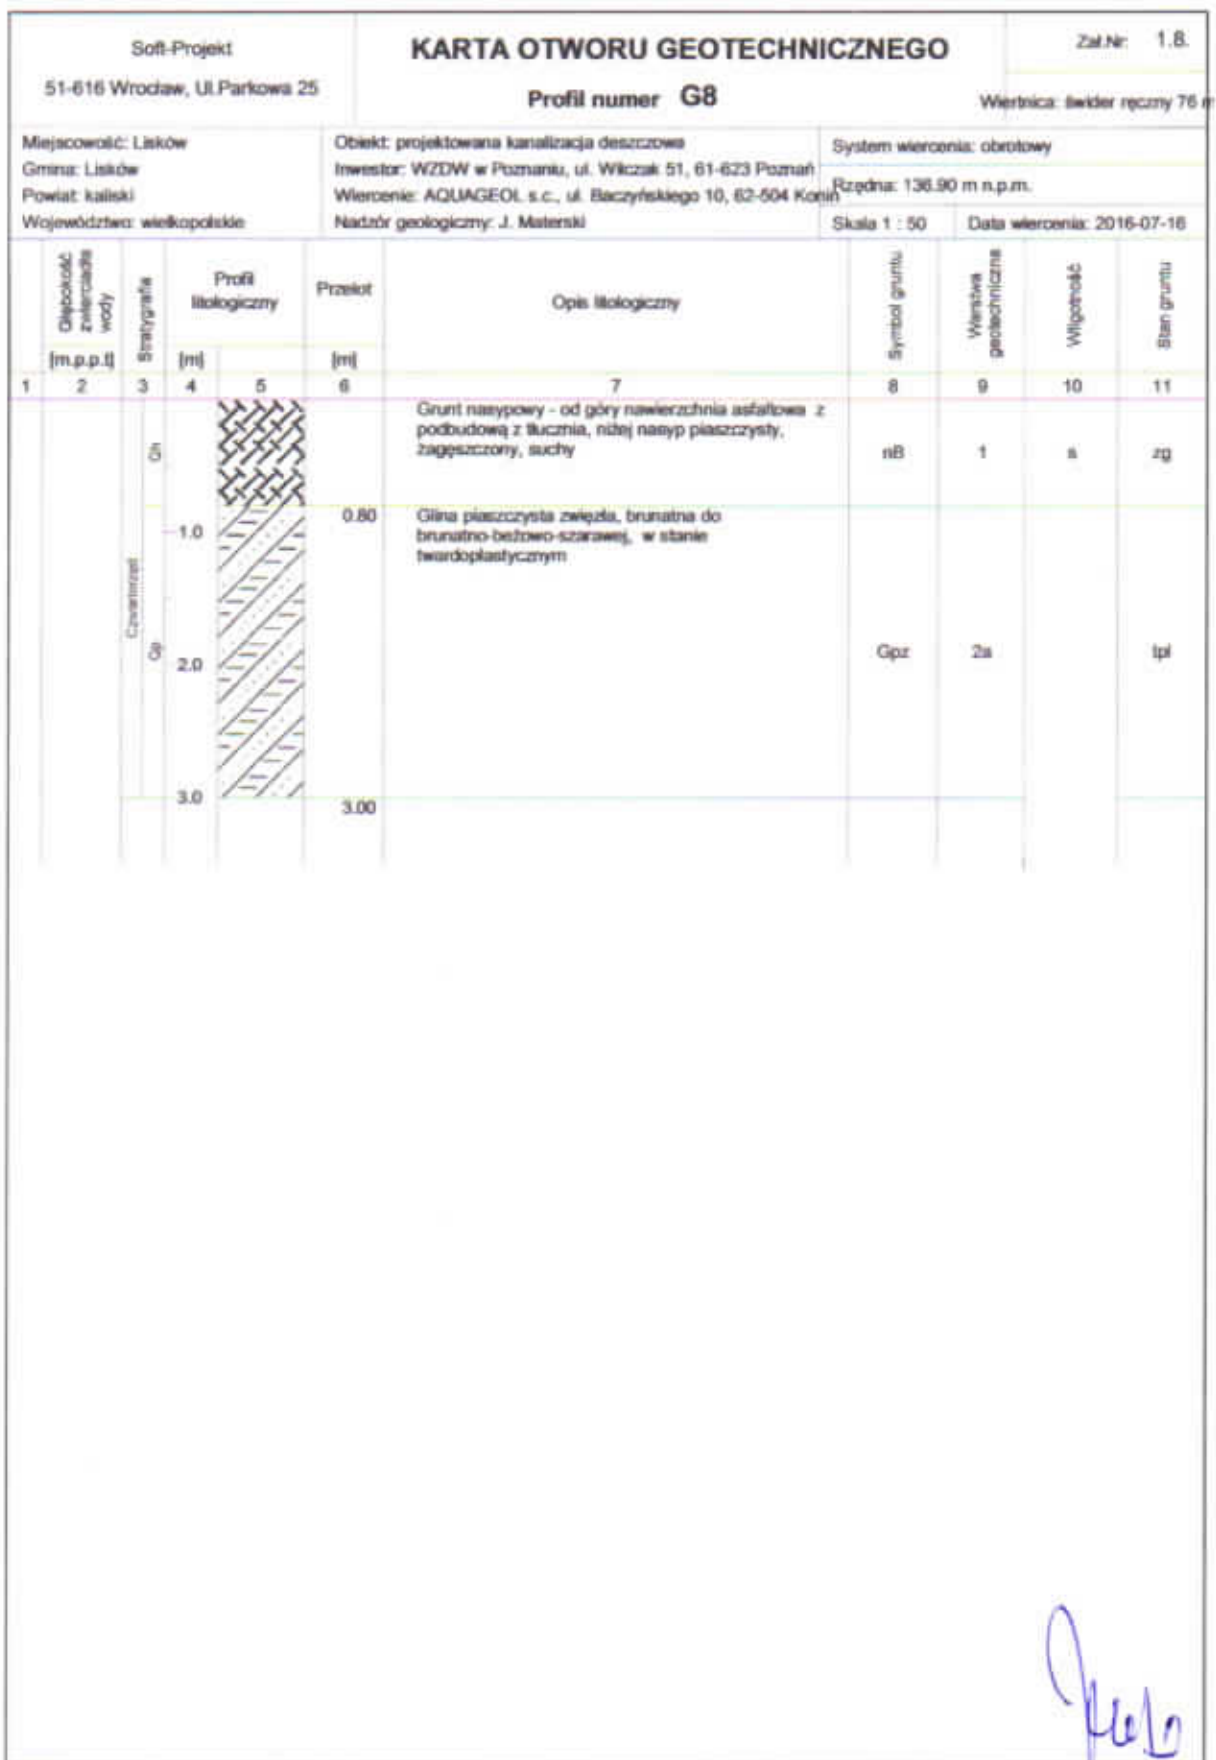 Soft-Projekt
51-616 Wrocław, Ul.Parkowa 25
KARTA OTWORU GEOTECHNICZNEGO
Profil numer G8
Zał.Nr: 1.8.
Wiertnica: świder ręczny 76
Miejscowość: Lisków
Gmina: Lisków
Powiat: kaliski
Województwo: wielkopolskie
Obiekt: projektowana kanalizacja deszczowa
Inwestor: WZDW w Poznaniu, ul. Wilczak 51, 61-623 Poznań
Wiercenie: AQUAGEOL s.c., ul. Baczyńskiego 10, 62-504 Konin
Nadzór geologiczny: J. Materski
System wiercenia: obrotowy
Rzędna: 136.90 m n.p.m.
Skala 1 : 50
Data wiercenia: 2016-07-16
Głębokość
zwierciadła
wody
[m.p.p.t]
Stratygrafia
Profil
litologiczny
[m]
Przelot
[m]
Opis litologiczny
Symbol gruntu
Warstwa
geotechniczna
Wilgotność
Stan gruntu
1 2 3 4 5 6 7 8 9 10 11
Qh
Grunt nasypowy - od góry nawierzchnia asfaltowa z
podbudową z tłucznia, niżej nasyp piaszczysty,
zagęszczony, suchy
nB 1 s zg
0.80
Glina piaszczysta zwięzła, brunatna do
brunatno-beżowo-szarawej, w stanie
twardoplastycznym
1.0
Czwartorzęd
Qp
2.0
Gpz 2a tpl
3.0
3.00